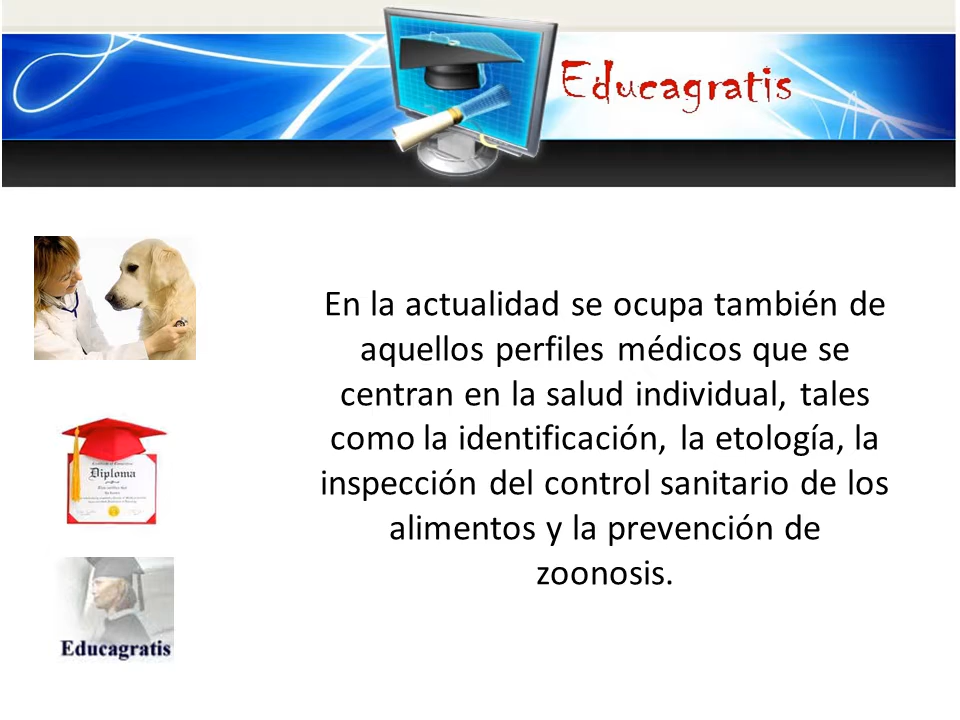 Educagratis
En la actualidad se ocupa también de
aquellos perfiles médicos que se
centran en la salud individual, tales
como la identificación, la etología, la
inspección del control sanitario de los
alimentos y la prevención de
zoonosis.
Diploma
Educagratis